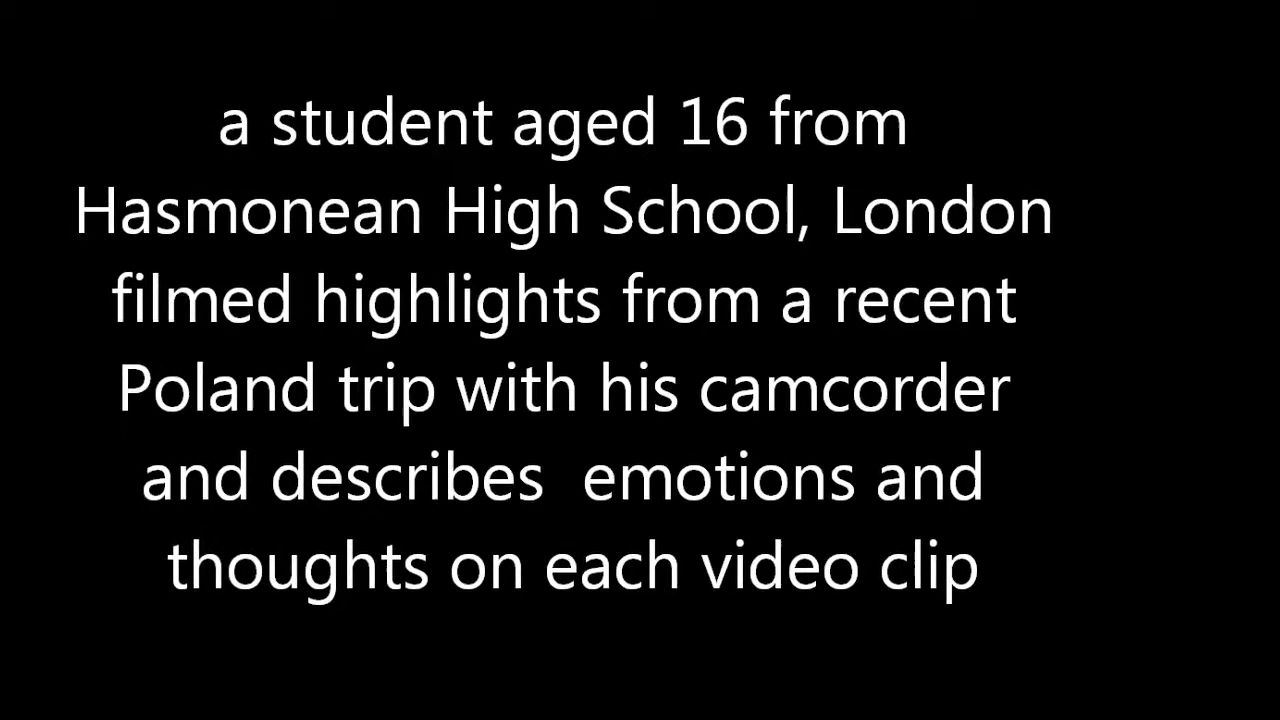 a student aged 16 from
Hasmonean High School, London
filmed highlights from a recent
Poland trip with his camcorder
and describes  emotions and
thoughts on each video clip